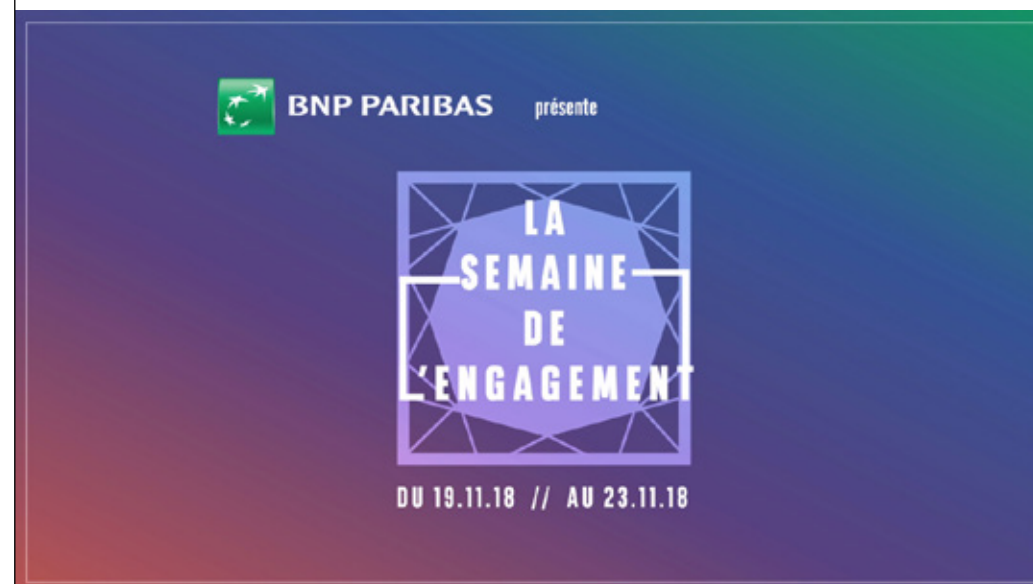 BNP PARIBAS présente
LA
SEMAINE
DE
L'ENGAGEMENT
DU 19.11.18 // AU 23.11.18